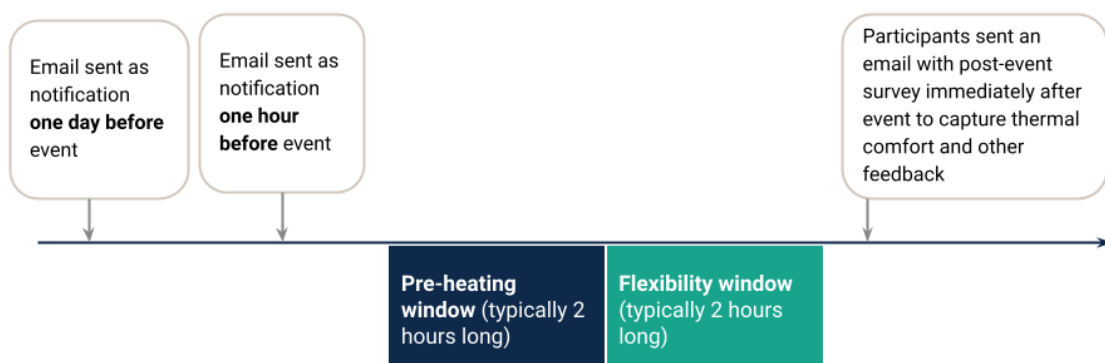 Email sent as
notification
one day before
event
Email sent as
notification
one hour
before event
Participants sent an
email with post-event
survey immediately after
event to capture thermal
comfort and other
feedback
Pre-heating
window (typically 2
hours long)
Flexibility window
(typically 2 hours
long)